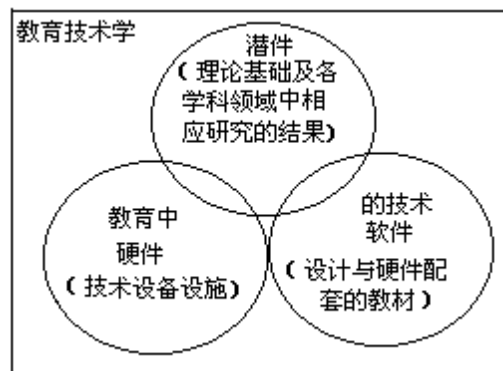 教育技术学
潜件
(理论基础及各
学科领域中相
应研究的结果)
教育中
硬件
(技术设备设施)
的技术
软件
(设计与硬件配
套的教材)